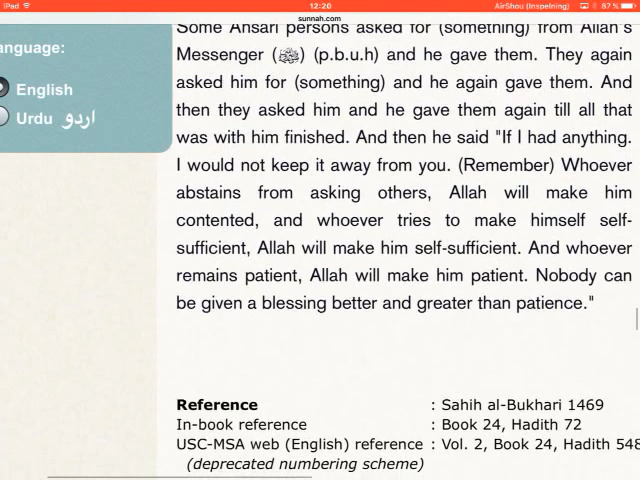 iPad 12:20 AirShou (Inspelning) 87 %
sunnah.com
anguage:
English
Urdu اردو
Some Ansari persons asked for (something) from Allah's
Messenger (ﷺ) (p.b.u.h) and he gave them. They again
asked him for (something) and he again gave them. And
then they asked him and he gave them again till all that
was with him finished. And then he said "If I had anything.
I would not keep it away from you. (Remember) Whoever
abstains from asking others, Allah will make him
contented, and whoever tries to make himself self-
sufficient, Allah will make him self-sufficient. And whoever
remains patient, Allah will make him patient. Nobody can
be given a blessing better and greater than patience."
Reference : Sahih al-Bukhari 1469
In-book reference : Book 24, Hadith 72
USC-MSA web (English) reference : Vol. 2, Book 24, Hadith 548
(deprecated numbering scheme)